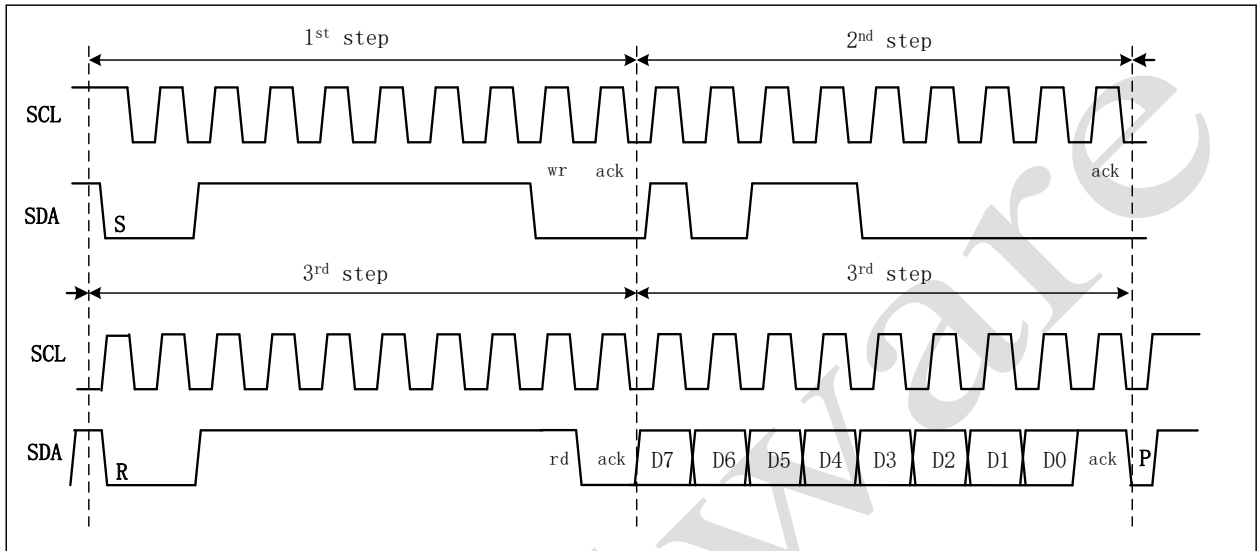 1st step 2nd step
SCL
wr ack ack
SDA S
3rd step 3rd step
SCL
SDA R rd ack D7 D6 D5 D4 D3 D2 D1 D0 ack P
ware